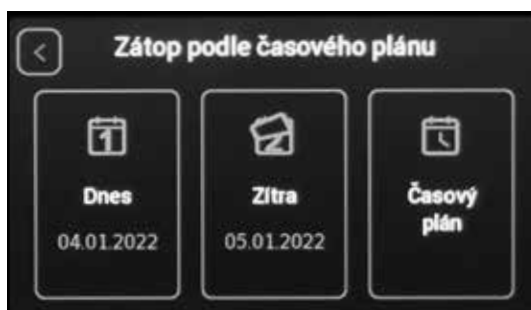 Zátop podle časového plánu
Dnes
04.01.2022
Zítra
05.01.2022
Časový
plán